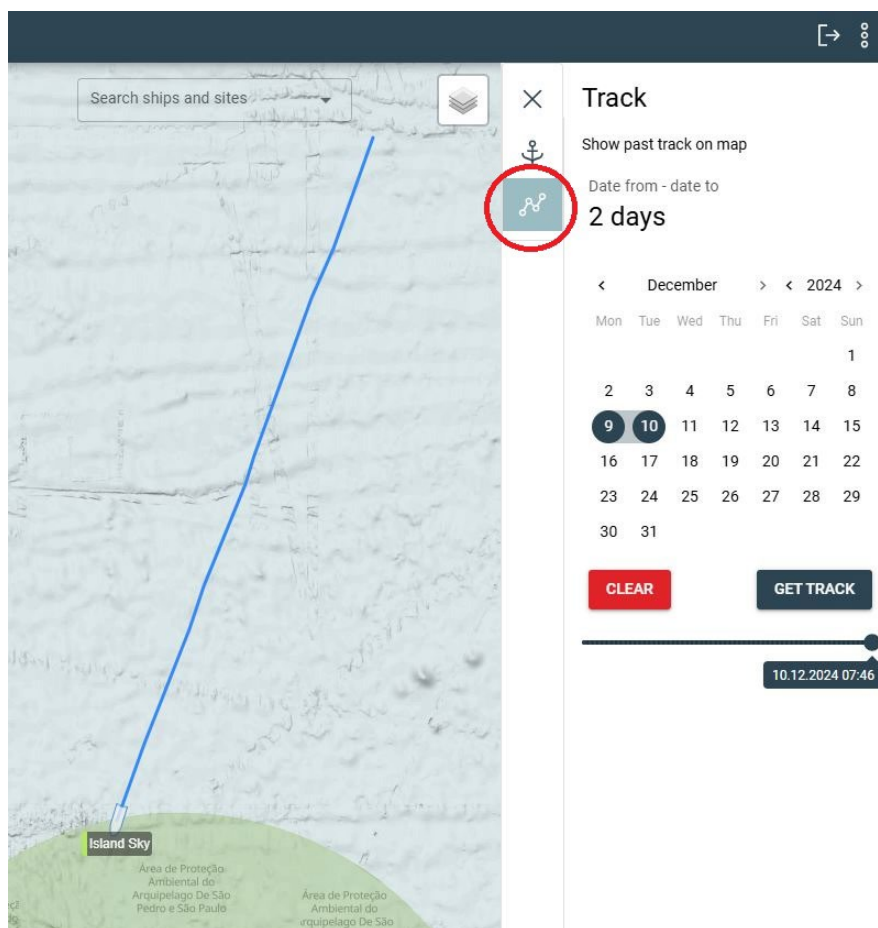 Search ships and sites
Track
Show past track on map
Date from - date to
2 days
December 2024
Mon Tue Wed Thu Fri Sat Sun
1
2 3 4 5 6 7 8
9 10 11 12 13 14 15
16 17 18 19 20 21 22
23 24 25 26 27 28 29
30 31
CLEAR GET TRACK
10.12.2024 07:46
Island Sky
Área de Proteção
Ambiental do
Arquipelago De São
Pedro e São Paulo
Área de Proteção
Ambiental do
rquipelago De São